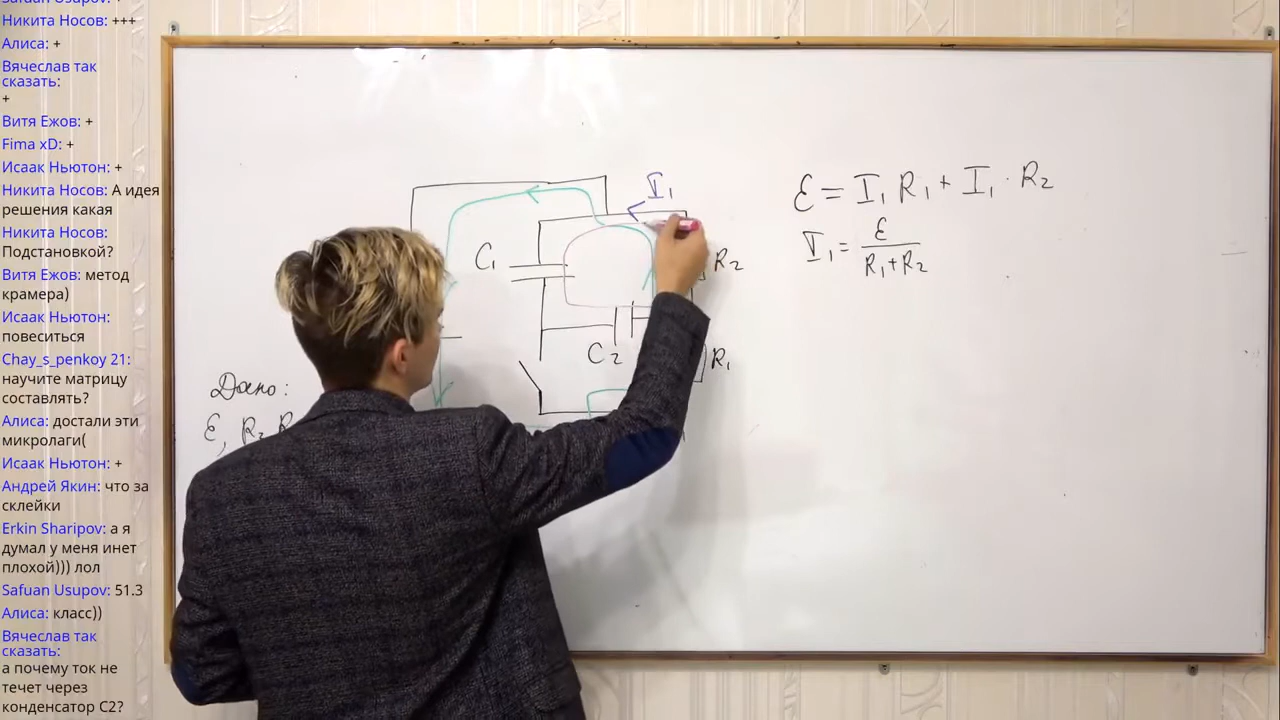 Safuan Usupov: +
Никита Носов: +++
Алиса: +
Вячеслав так
сказать:
+
Витя Ежов: +
Fima xD: +
Исаак Ньютон: +
Никита Носов: А идея
решения какая
Никита Носов:
Подстановкой?
Витя Ежов: метод
крамера)
Исаак Ньютон:
повеситься
Chay_s_penkoy 21:
научите матрицу
составлять?
Алиса: достали эти
микролаги(
Исаак Ньютон: +
Андрей Якин: что за
склейки
Erkin Sharipov: а я
думал у меня инет
плохой))) лол
Safuan Usupov: 51.3
Алиса: класс))
Вячеслав так
сказать:
а почему ток не
течет через
конденсатор С2?
I₁
C₁
R₂
C₂
R₁
Дано:
ℰ, R₂
ℰ = I₁ R₁ + I₁ · R₂
I₁ = ℰ / R₁+R₂